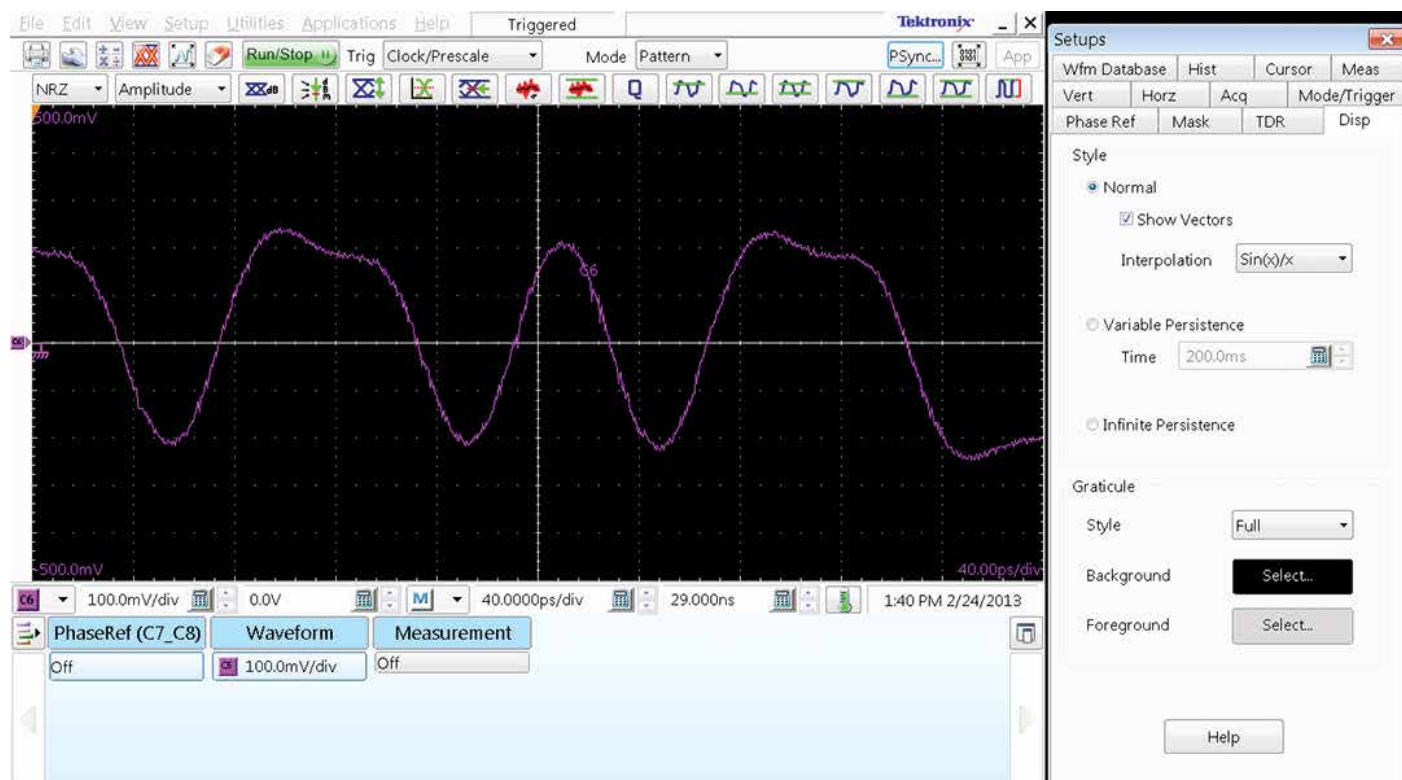 File Edit View Setup Utilities Applications Help Triggered Tektronix
Run/Stop Trig Clock/Prescale Mode Pattern PSync... App
NRZ Amplitude Q
500.0mV
C6
C6
-500.0mV 40.00ps/div
C6 100.0mV/div 0.0V M 40.0000ps/div 29.000ns 1:40 PM 2/24/2013
PhaseRef (C7_C8) Waveform Measurement
Off C6 100.0mV/div Off
Setups
Wfm Database Hist Cursor Meas
Vert Horz Acq Mode/Trigger
Phase Ref Mask TDR Disp
Style
Normal
Show Vectors
Interpolation Sin(x)/x
Variable Persistence
Time 200.0ms
Infinite Persistence
Graticule
Style Full
Background Select...
Foreground Select...
Help